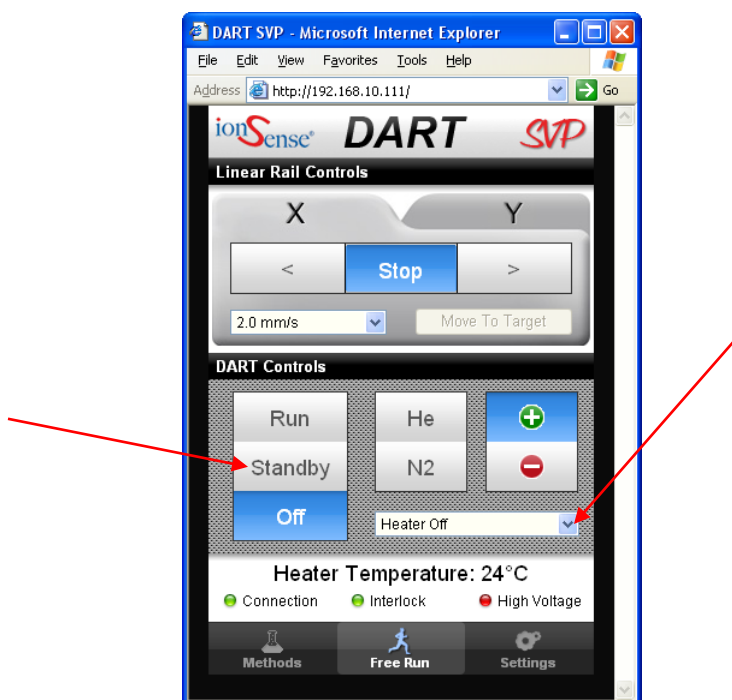 DART SVP - Microsoft Internet Explorer
File Edit View Favorites Tools Help
Address http://192.168.10.111/ Go
ionSense® DART SVP
Linear Rail Controls
X Y
< Stop >
2.0 mm/s Move To Target
DART Controls
Run He
Standby N2
Off Heater Off
Heater Temperature: 24°C
Connection Interlock High Voltage
Methods Free Run Settings